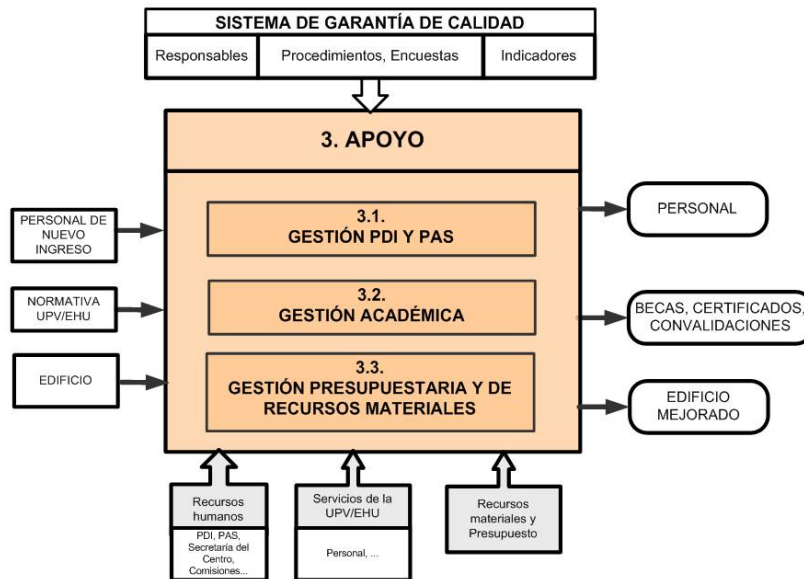 SISTEMA DE GARANTÍA DE CALIDAD
Responsables
Procedimientos, Encuestas
Indicadores
3. APOYO
PERSONAL DE
NUEVO
INGRESO
3.1.
GESTIÓN PDI Y PAS
PERSONAL
NORMATIVA
UPV/EHU
3.2.
GESTIÓN ACADÉMICA
BECAS, CERTIFICADOS,
CONVALIDACIONES
EDIFICIO
3.3.
GESTIÓN PRESUPUESTARIA Y DE
RECURSOS MATERIALES
EDIFICIO
MEJORADO
Recursos
humanos
PDI, PAS,
Secretaría del
Centro,
Comisiones...
Servicios de la
UPV/EHU
Personal, ...
Recursos
materiales y
Presupuesto